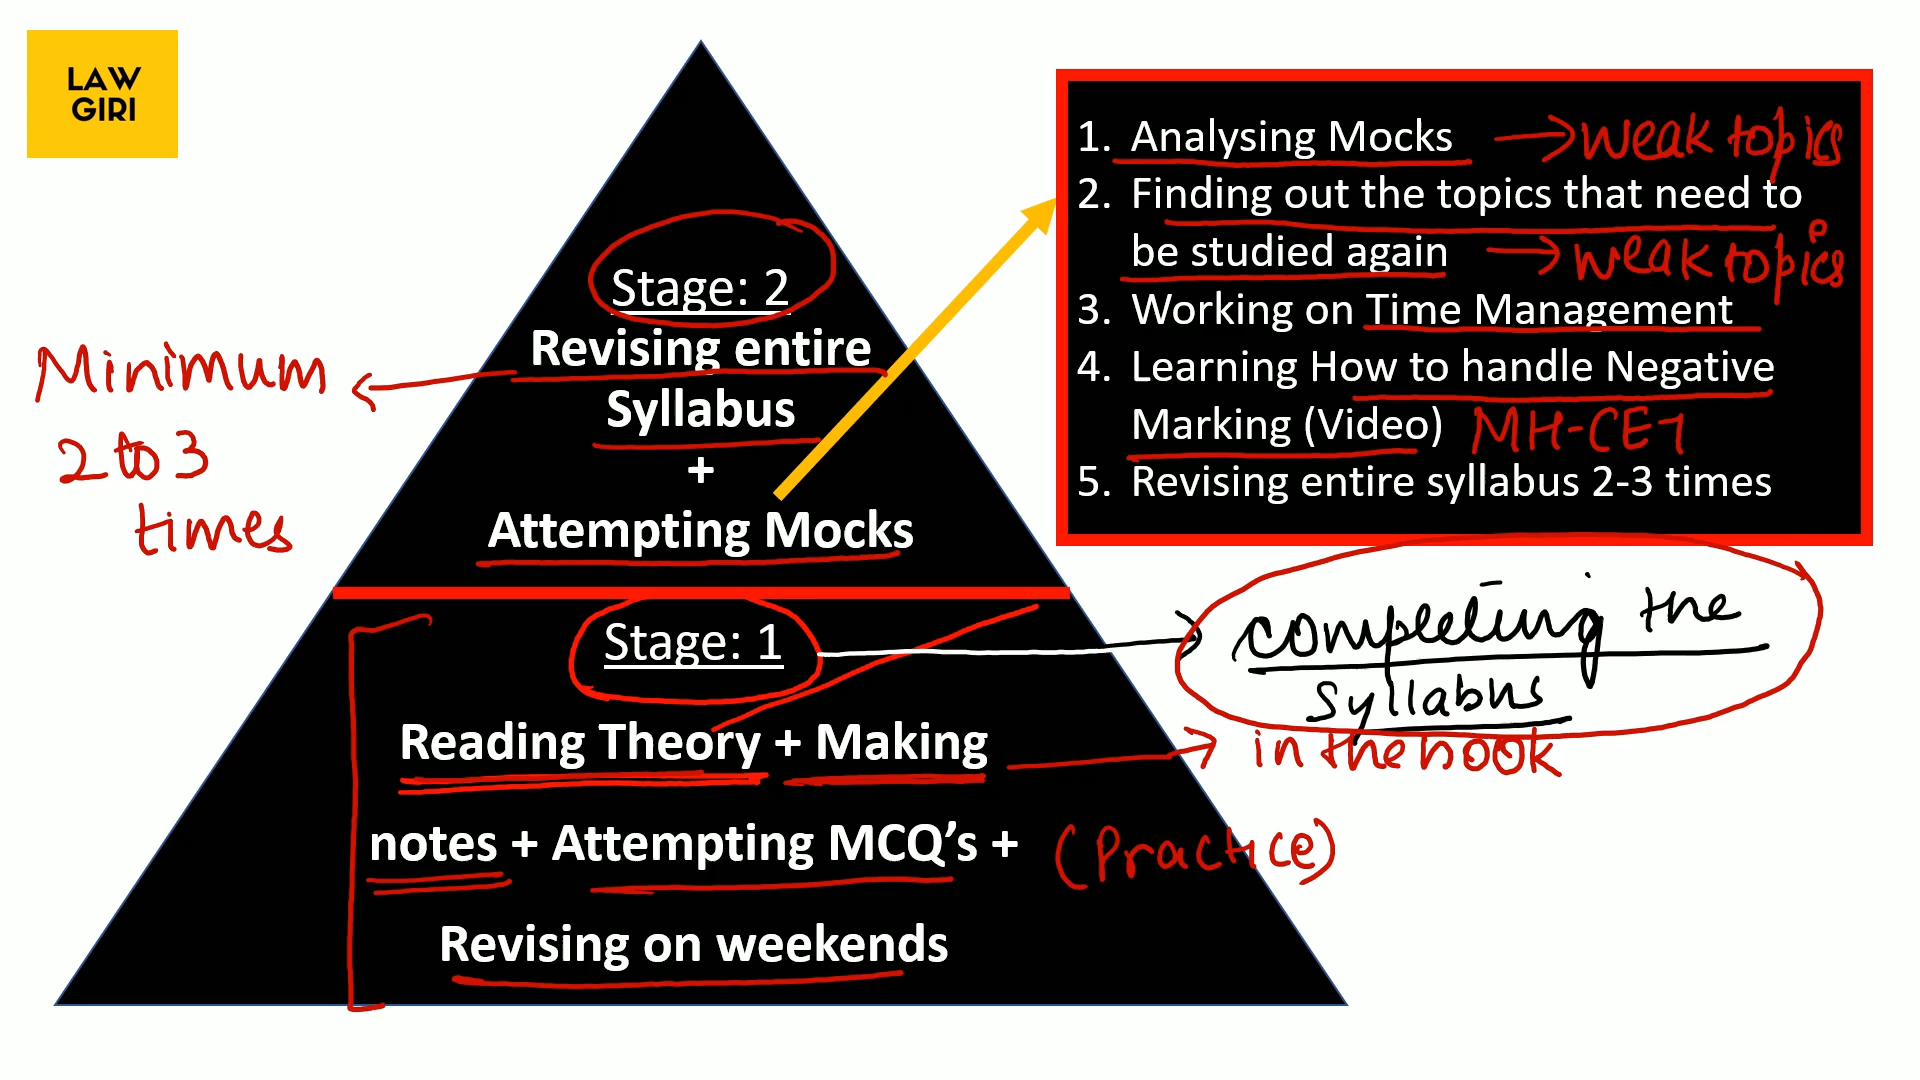 LAW
GIRI
Stage: 2
Revising entire
Syllabus
+
Attempting Mocks
Minimum
2 to 3
times
1. Analysing Mocks → weak topics
2. Finding out the topics that need to
be studied again → weak topics
3. Working on Time Management
4. Learning How to handle Negative
Marking (Video) MH-CET
5. Revising entire syllabus 2-3 times
Stage: 1
completing the
syllabus
Reading Theory + Making
in the book
notes + Attempting MCQ’s + (Practice)
Revising on weekends